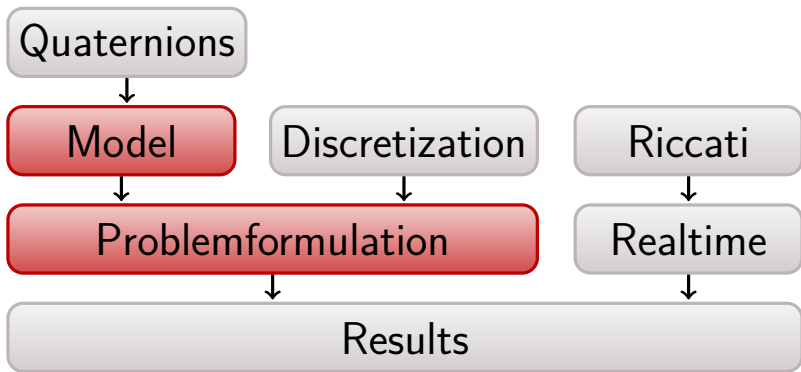 Quaternions
Model Discretization Riccati
Problemformulation Realtime
Results